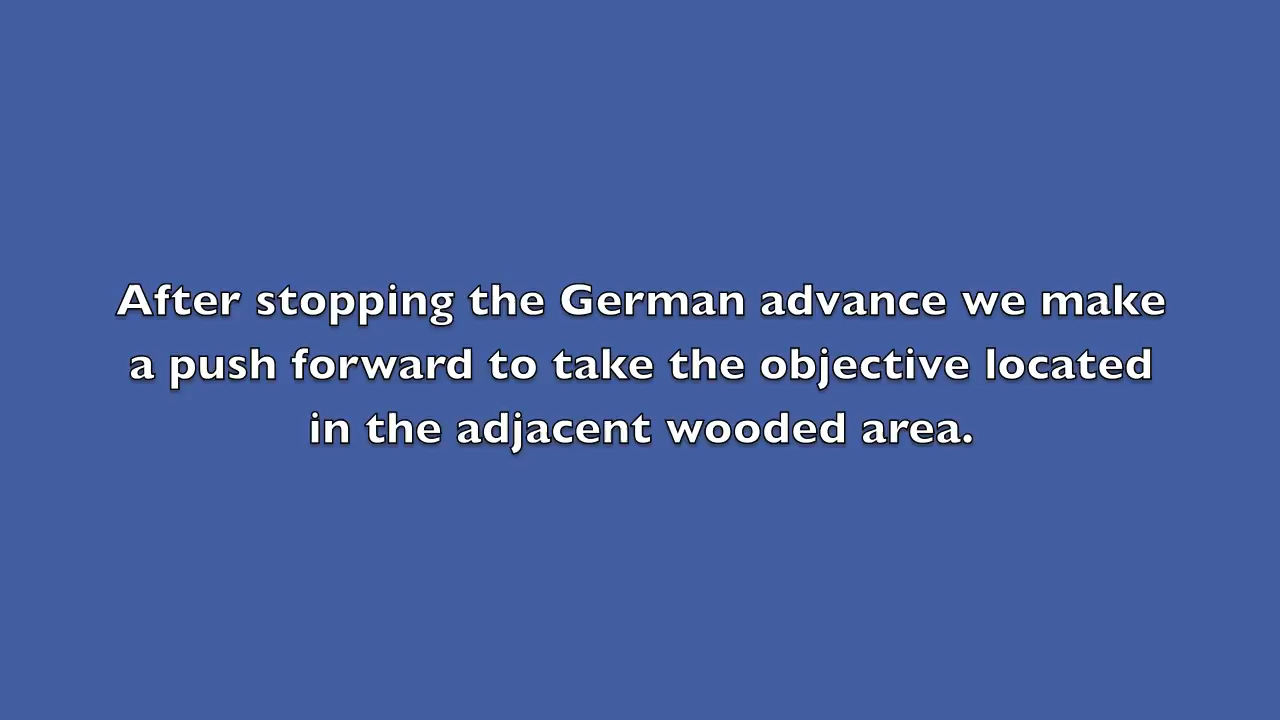 After stopping the German advance we make
a push forward to take the objective located
in the adjacent wooded area.